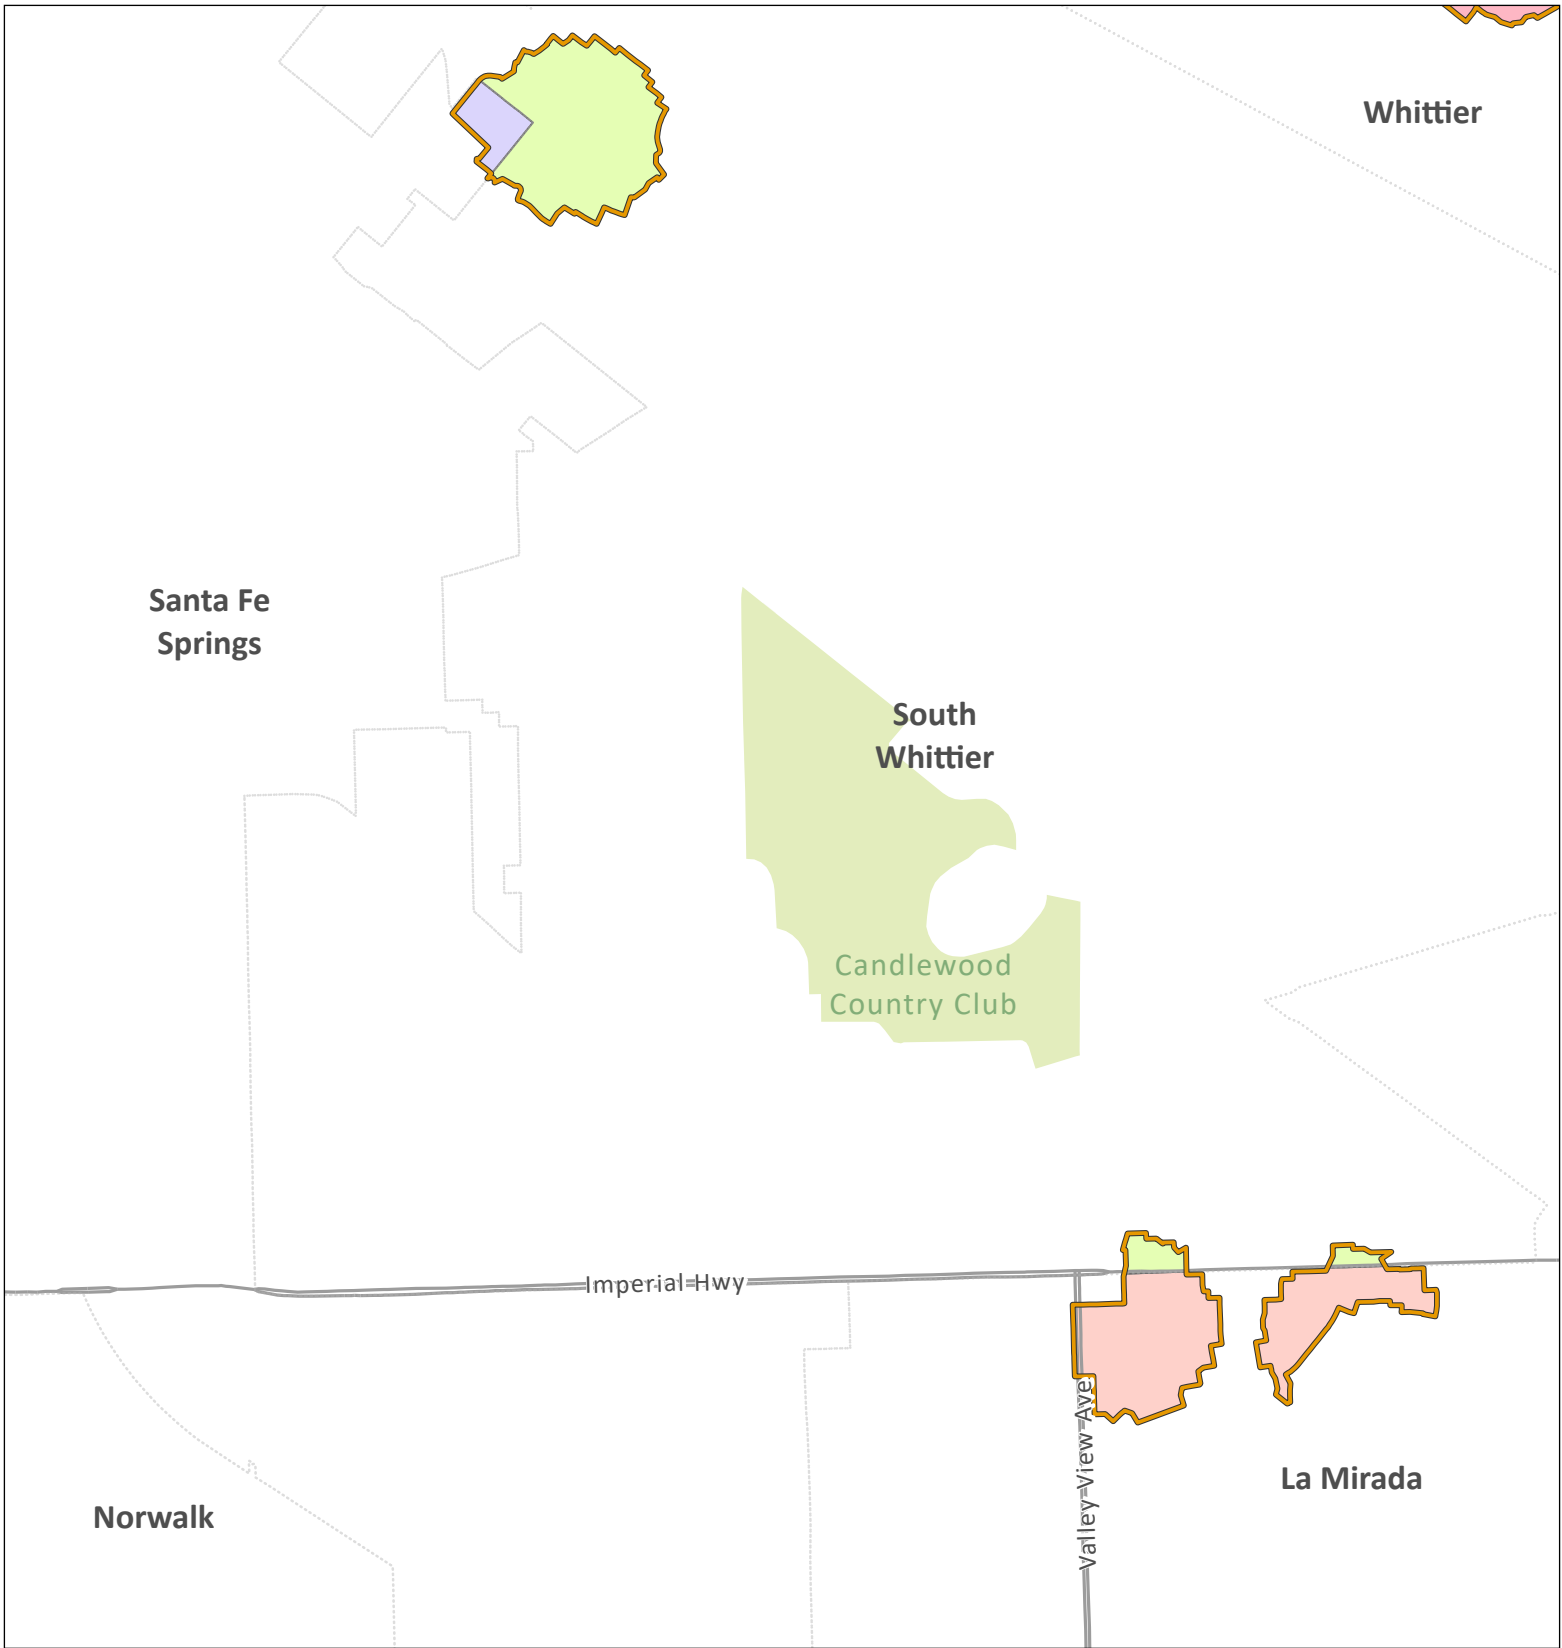 Whittier
Santa Fe
Springs
South
Whittier
Candlewood
Country Club
Imperial Hwy
Valley View Ave
La Mirada
Norwalk